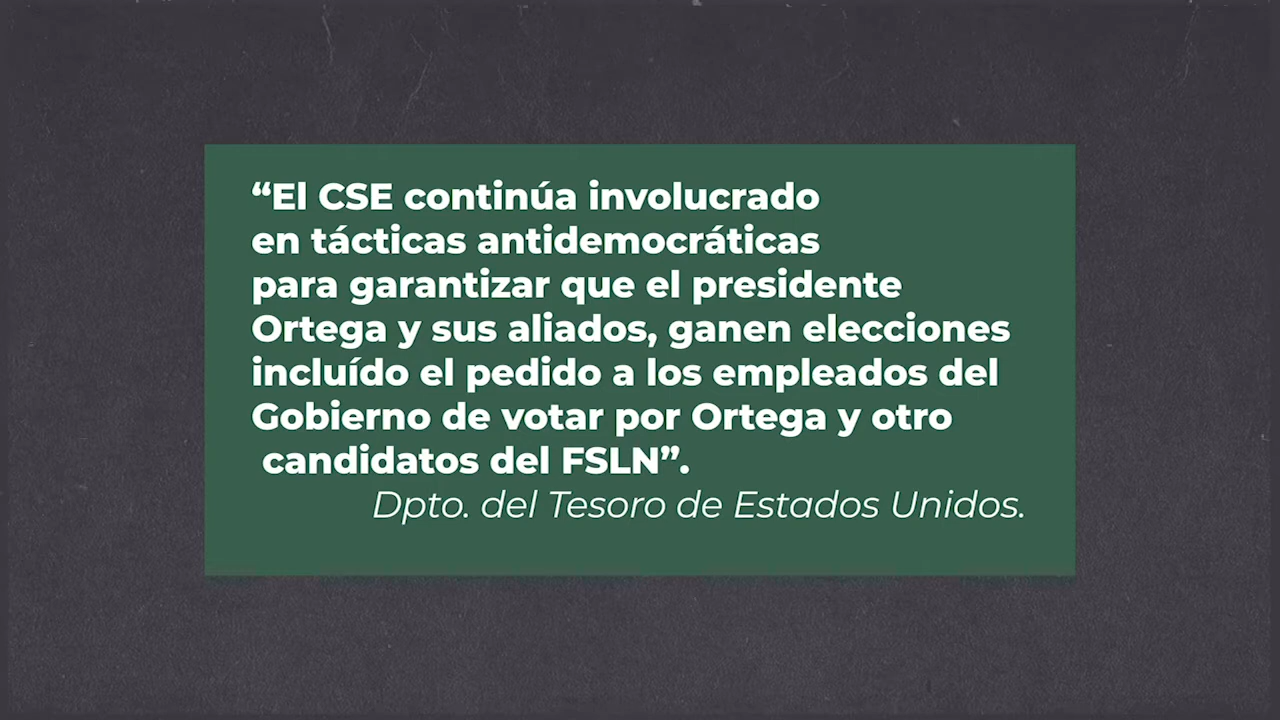 “El CSE continúa involucrado
en tácticas antidemocráticas
para garantizar que el presidente
Ortega y sus aliados, ganen elecciones
incluído el pedido a los empleados del
Gobierno de votar por Ortega y otro
candidatos del FSLN”.
Dpto. del Tesoro de Estados Unidos.